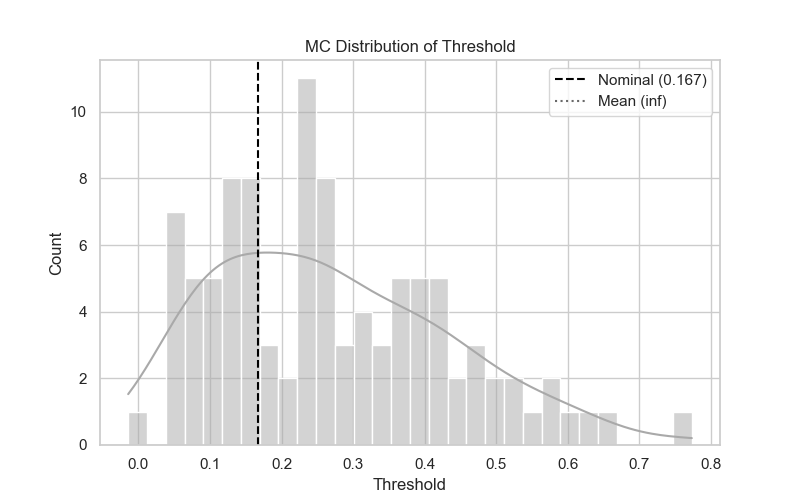 MC Distribution of Threshold
Nominal (0.167)
Mean (inf)
Count
10
8
6
4
2
0
0.0 0.1 0.2 0.3 0.4 0.5 0.6 0.7 0.8
Threshold